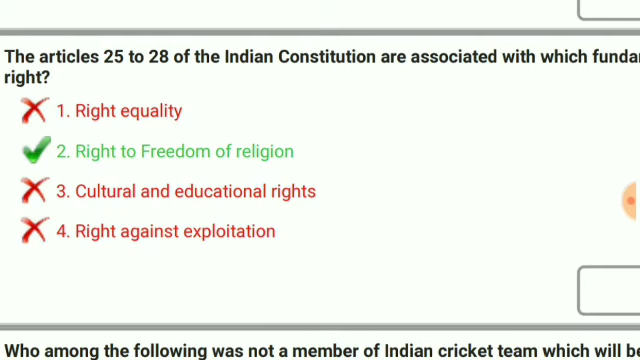 The articles 25 to 28 of the Indian Constitution are associated with which
right?
1. Right equality
2. Right to Freedom of religion
3. Cultural and educational rights
4. Right against exploitation
Who among the following was not a member of Indian cricket team which will